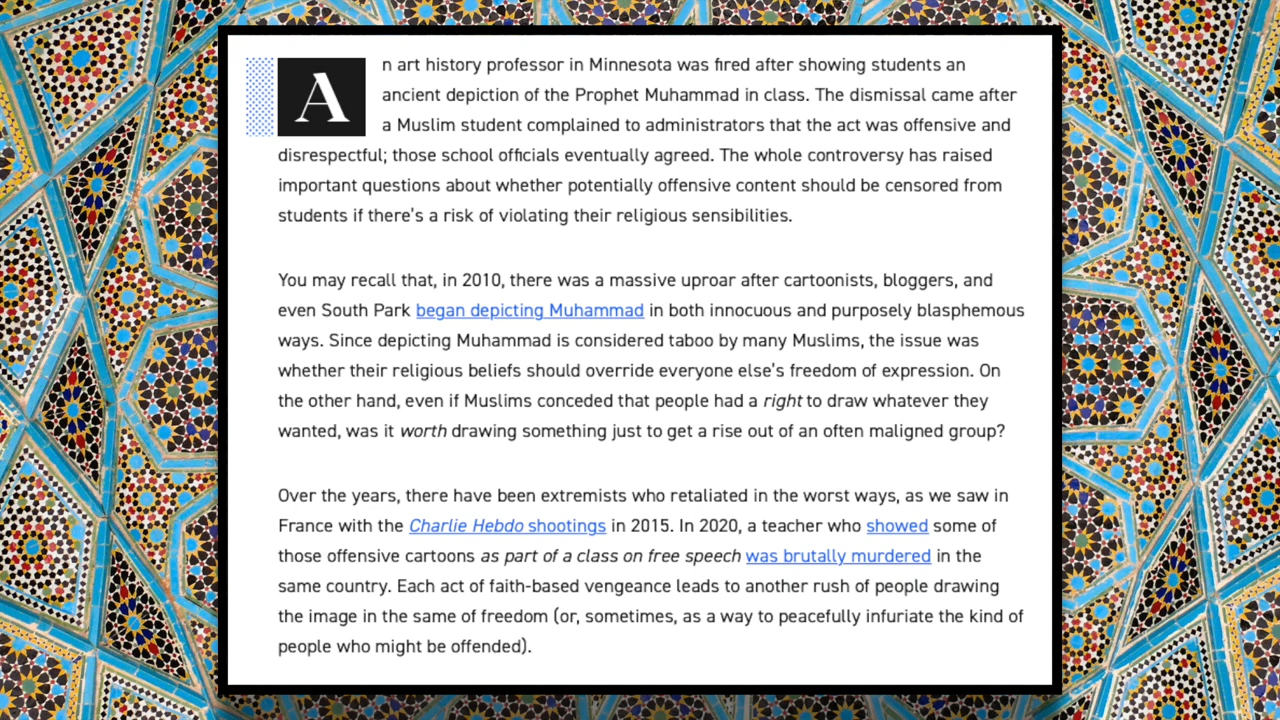 An art history professor in Minnesota was fired after showing students an
ancient depiction of the Prophet Muhammad in class. The dismissal came after
a Muslim student complained to administrators that the act was offensive and
disrespectful; those school officials eventually agreed. The whole controversy has raised
important questions about whether potentially offensive content should be censored from
students if there's a risk of violating their religious sensibilities.
You may recall that, in 2010, there was a massive uproar after cartoonists, bloggers, and
even South Park began depicting Muhammad in both innocuous and purposely blasphemous
ways. Since depicting Muhammad is considered taboo by many Muslims, the issue was
whether their religious beliefs should override everyone else's freedom of expression. On
the other hand, even if Muslims conceded that people had a right to draw whatever they
wanted, was it worth drawing something just to get a rise out of an often maligned group?
Over the years, there have been extremists who retaliated in the worst ways, as we saw in
France with the Charlie Hebdo shootings in 2015. In 2020, a teacher who showed some of
those offensive cartoons as part of a class on free speech was brutally murdered in the
same country. Each act of faith-based vengeance leads to another rush of people drawing
the image in the same of freedom (or, sometimes, as a way to peacefully infuriate the kind of
people who might be offended).